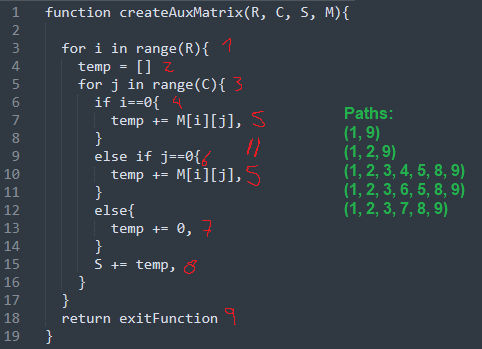 1 function createAuxMatrix(R, C, S, M){
2
3 for i in range(R){ 1
4 temp = [] 2
5 for j in range(C){ 3
6 if i==0{ 4
7 temp += M[i][j], 5
8 } 11
9 else if j==0{ 6
10 temp += M[i][j], 5
11 }
12 else{
13 temp += 0, 7
14 }
15 S += temp, 8
16 }
17 }
18 return exitFunction 9
19 }
Paths:
(1, 9)
(1, 2, 9)
(1, 2, 3, 4, 5, 8, 9)
(1, 2, 3, 6, 5, 8, 9)
(1, 2, 3, 7, 8, 9)